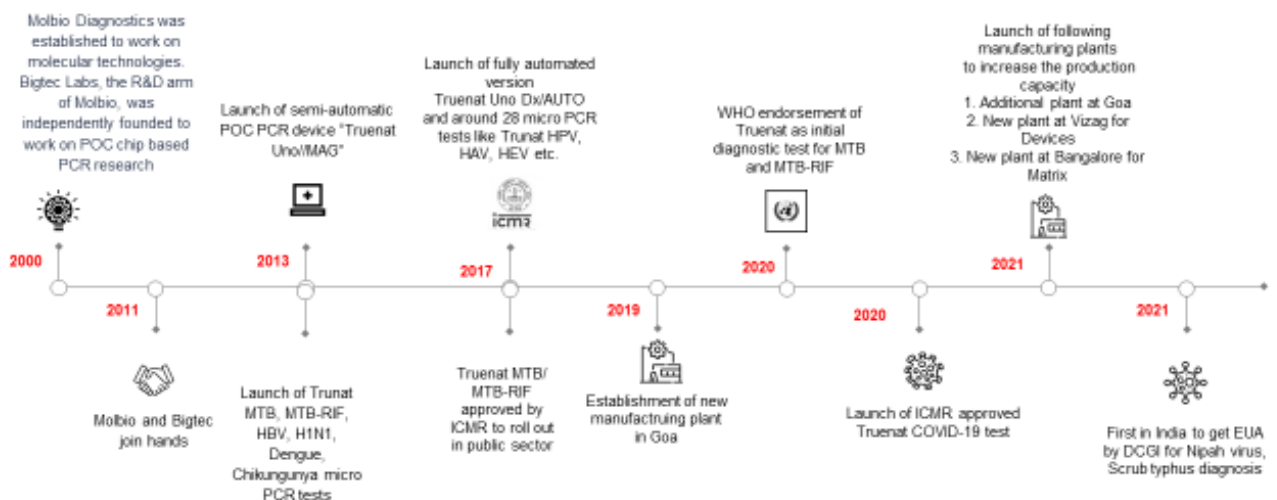 Molbio Diagnostics was
established to work on
molecular technologies.
Bigtec Labs, the R&D arm
of Molbio, was
independently founded to
work on POC chip based
PCR research
2000
2011
Molbio and Bigtec
join hands
Launch of semi-automatic
POC PCR device "Truenat
Uno//MAG"
2013
Launch of Trunat
MTB, MTB-RIF,
HBV, H1N1,
Dengue,
Chikungunya micro
PCR tests
Launch of fully automated
version
Truenat Uno Dx/AUTO
and around 28 micro PCR
tests like Trunat HPV,
HAV, HEV etc.
icmr
2017
Truenat MTB/
MTB-RIF
approved by
ICMR to roll out
in public sector
2019
Establishment of new
manufactruing plant
in Goa
WHO endorsement of
Truenat as initial
diagnostic test for MTB
and MTB-RIF
2020
2020
Launch of ICMR approved
Truenat COVID-19 test
Launch of following
manufacturing plants
to increase the production
capacity
1. Additional plant at Goa
2. New plant at Vizag for
Devices
3. New plant at Bangalore for
Matrix
2021
2021
First in India to get EUA
by DCGI for Nipah virus,
Scrub typhus diagnosis